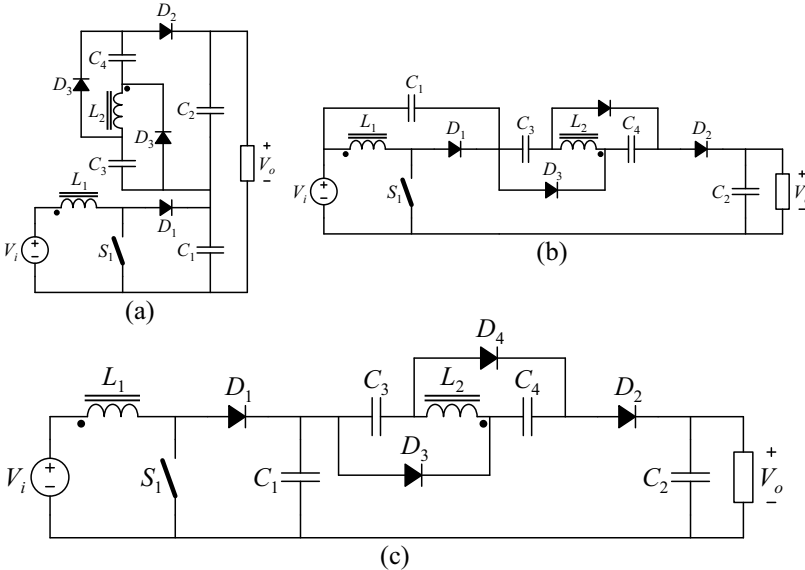 D₂
C₄
D₃
L₂
C₂
D₃
C₃
+
Vₒ
−
L₁
D₁
Vᵢ
S₁
C₁
(a)
C₁
L₁
D₁
C₃
L₂
C₄
D₂
D₃
Vᵢ
S₁
C₂
+
−
(b)
D₄
L₁
D₁
C₃
L₂
C₄
D₂
D₃
Vᵢ
S₁
C₁
C₂
+
Vₒ
−
(c)